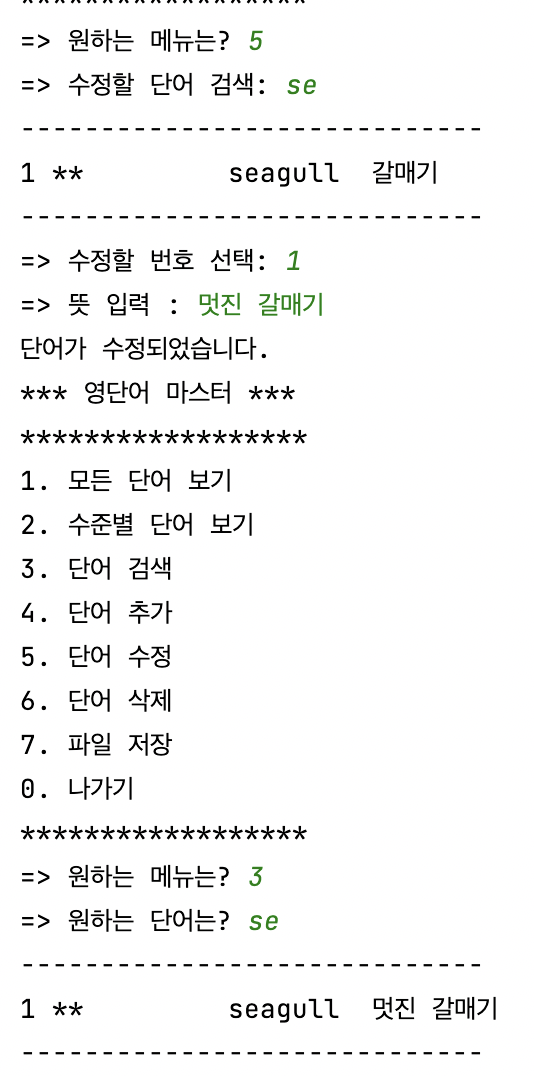 ******************
=> 원하는 메뉴는? 5
=> 수정할 단어 검색: se
-----------------------------
1 **         seagull  갈매기
-----------------------------
=> 수정할 번호 선택: 1
=> 뜻 입력 : 멋진 갈매기
단어가 수정되었습니다.
*** 영단어 마스터 ***
******************
1. 모든 단어 보기
2. 수준별 단어 보기
3. 단어 검색
4. 단어 추가
5. 단어 수정
6. 단어 삭제
7. 파일 저장
0. 나가기
******************
=> 원하는 메뉴는? 3
=> 원하는 단어는? se
-----------------------------
1 **         seagull  멋진 갈매기
-----------------------------